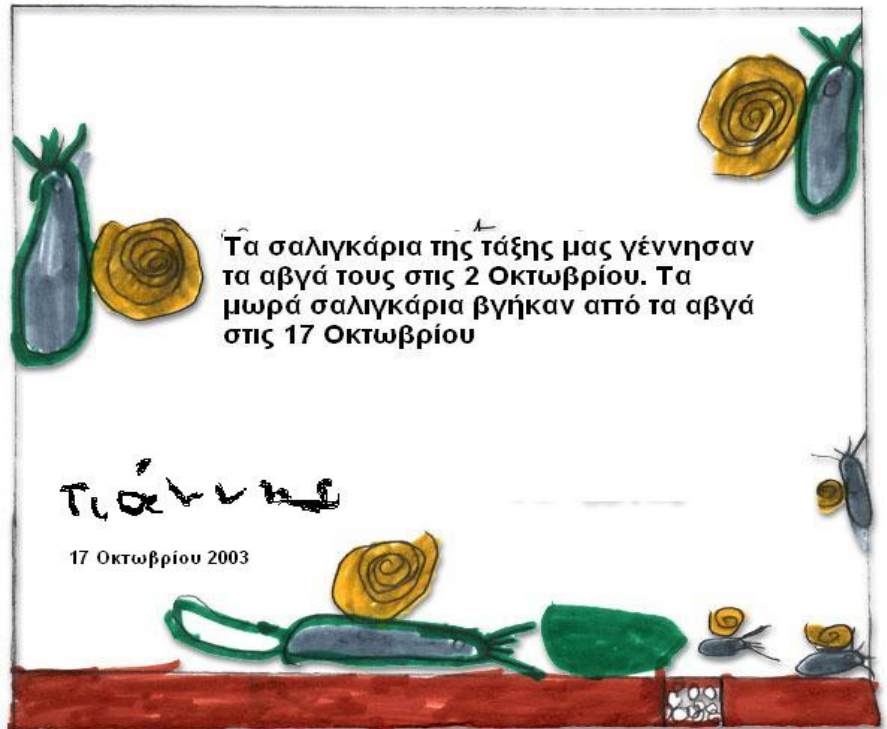 Τα σαλιγκάρια της τάξης μας γέννησαν
τα αβγά τους στις 2 Οκτωβρίου. Τα
μωρά σαλιγκάρια βγήκαν από τα αβγά
στις 17 Οκτωβρίου
Γιάννης
17 Οκτωβρίου 2003